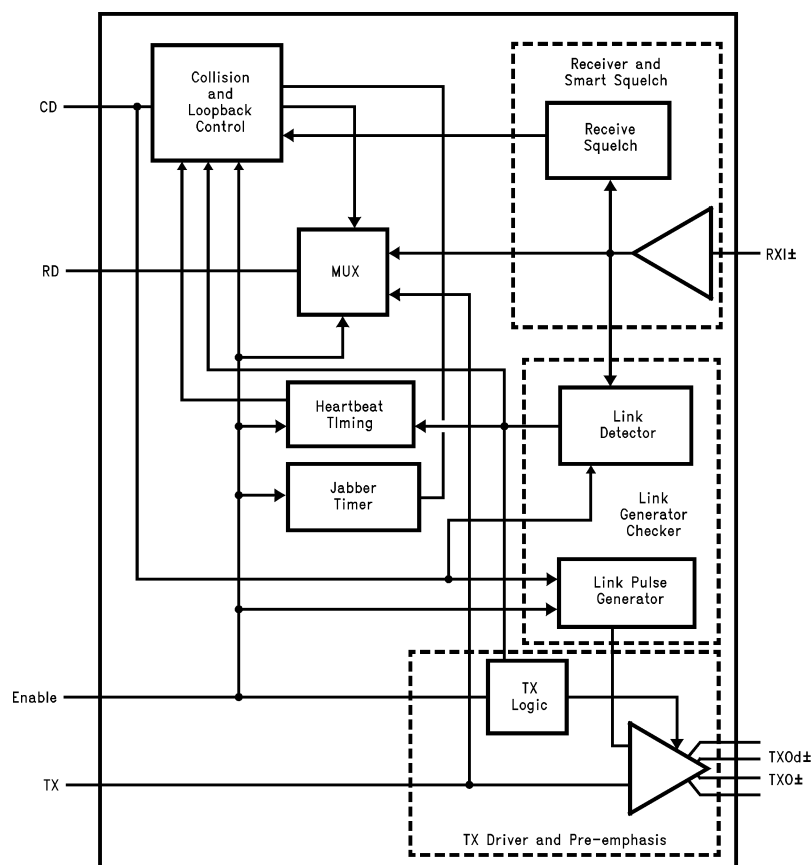 Collision
and
Loopback
Control
Receiver and
Smart Squelch
CD
Receive
Squelch
RD
MUX
RXI±
Heartbeat
TIming
Link
Detector
Jabber
Timer
Link
Generator
Checker
Link Pulse
Generator
Enable
TX
Logic
TXOd±
TX
TXO±
TX Driver and Pre-emphasis